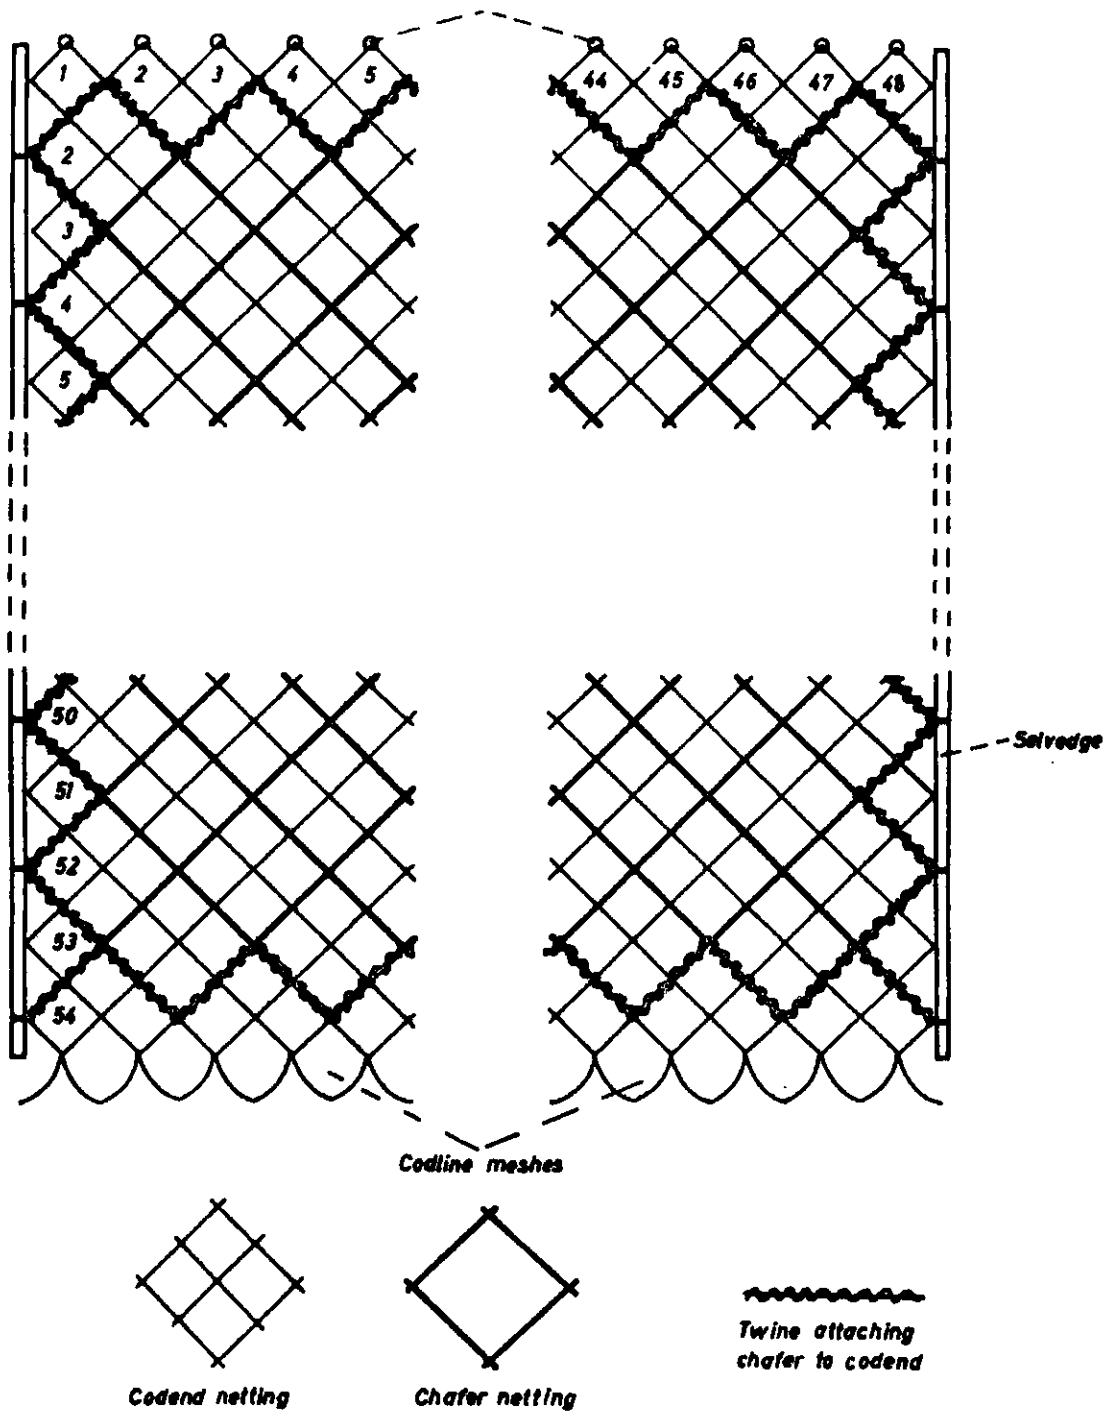 1 2 3 4 5 44 45 46 47 48
2
3
4
5
50
51
Selvedge
52
53
54
Codline meshes
Codend netting
Chafer netting
Twine attaching
chafer to codend